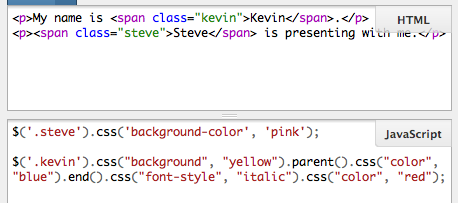 <p>My name is <span class="kevin">Kevin</span>.</p>
HTML
<p><span class="steve">Steve</span> is presenting with me.</p>
$('.steve').css('background-color', 'pink');
JavaScript
$('.kevin').css("background", "yellow").parent().css("color",
"blue").end().css("font-style", "italic").css("color", "red");